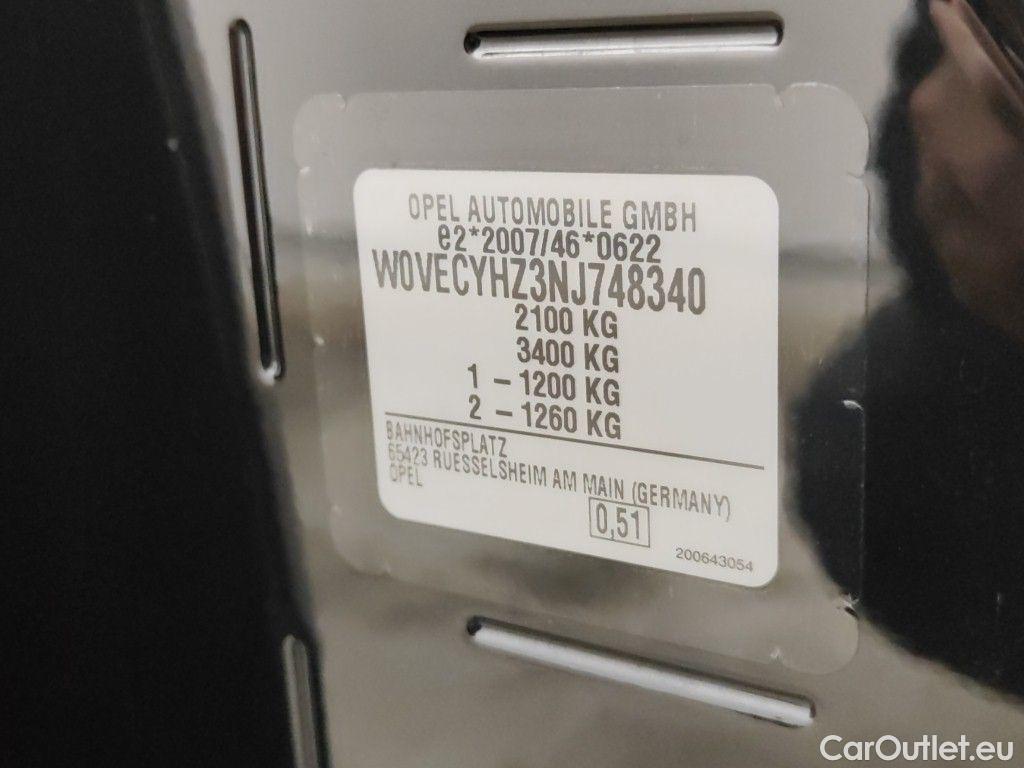 OPEL AUTOMOBILE GMBH
e2*2007/46*0622
W0VECYHZ3NJ748340
2100 KG
3400 KG
1 – 1200 KG
2 – 1260 KG
BAHNHOFSPLATZ
65423 RUESSELSHEIM AM MAIN (GERMANY)
OPEL
0,51
200643054
CarOutlet.eu